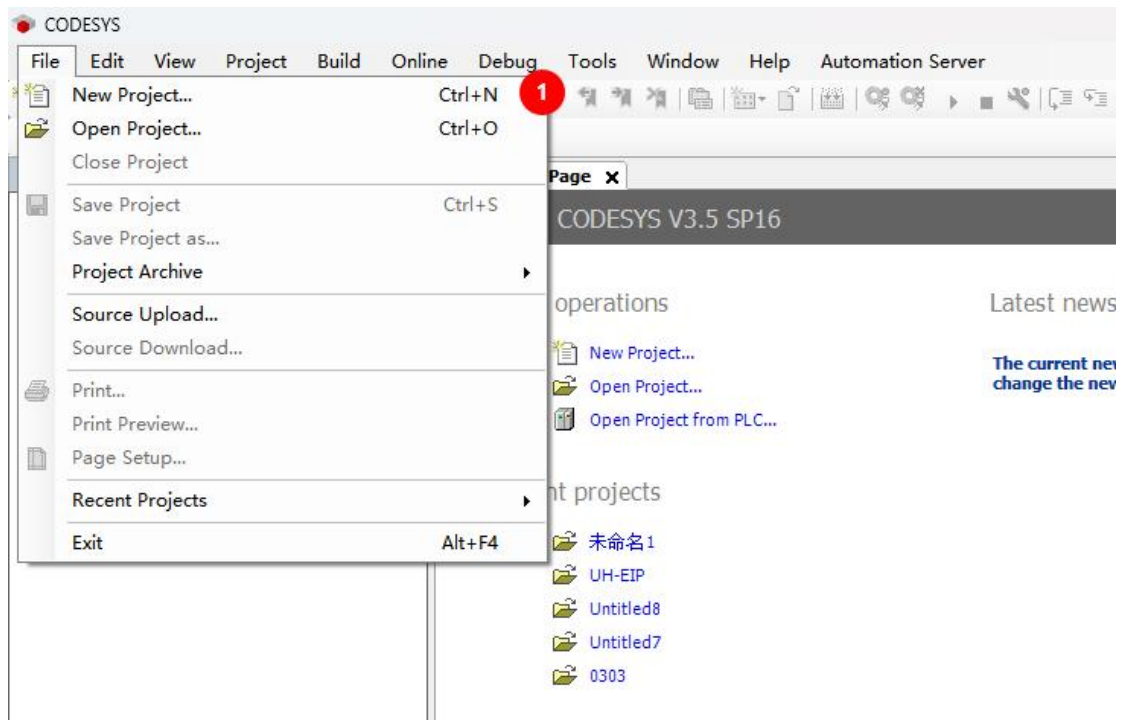 CODESYS
File Edit View Project Build Online Debug Tools Window Help Automation Server
New Project... Ctrl+N 1
Open Project... Ctrl+O
Close Project
Save Project Ctrl+S
Save Project as...
Project Archive
Source Upload...
Source Download...
Print...
Print Preview...
Page Setup...
Recent Projects
Exit Alt+F4
Page
CODESYS V3.5 SP16
operations
New Project...
Open Project...
Open Project from PLC...
projects
未命名1
UH-EIP
Untitled8
Untitled7
0303
Latest news
The current
change the